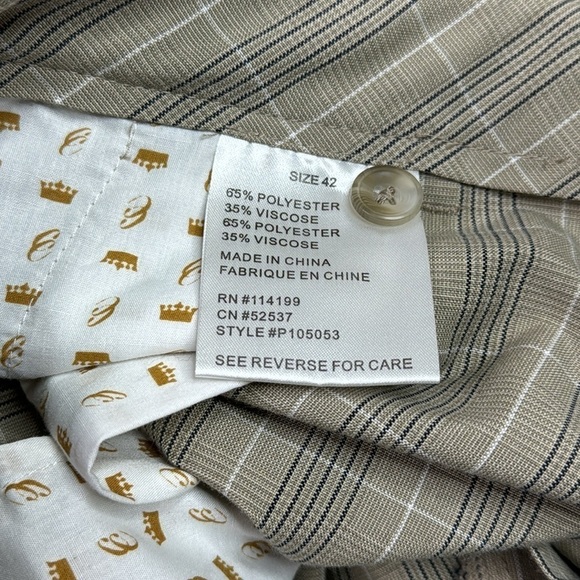 SIZE 42
65% POLYESTER
35% VISCOSE
65% POLYESTER
35% VISCOSE
MADE IN CHINA
FABRIQUE EN CHINE
RN #114199
CN #52537
STYLE #P105053
SEE REVERSE FOR CARE